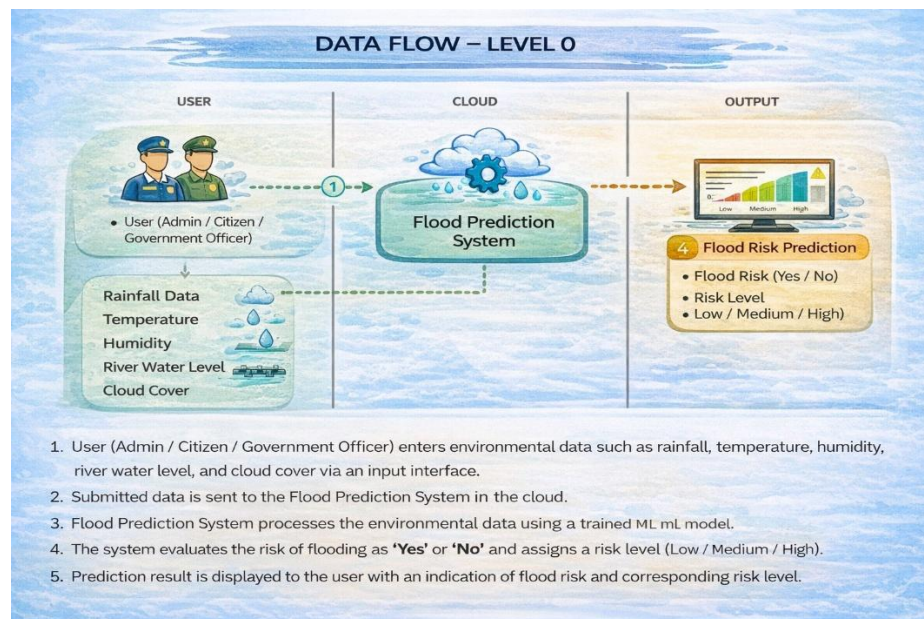 DATA FLOW – LEVEL 0
USER
CLOUD
OUTPUT
1
• User (Admin / Citizen /
Government Officer)
Rainfall Data
Temperature
Humidity
River Water Level
Cloud Cover
Flood Prediction
System
Low Medium High
4 Flood Risk Prediction
• Flood Risk (Yes / No)
• Risk Level
• Low / Medium / High)
1. User (Admin / Citizen / Government Officer) enters environmental data such as rainfall, temperature, humidity,
river water level, and cloud cover via an input interface.
2. Submitted data is sent to the Flood Prediction System in the cloud.
3. Flood Prediction System processes the environmental data using a trained ML mL model.
4. The system evaluates the risk of flooding as ‘Yes’ or ‘No’ and assigns a risk level (Low / Medium / High).
5. Prediction result is displayed to the user with an indication of flood risk and corresponding risk level.